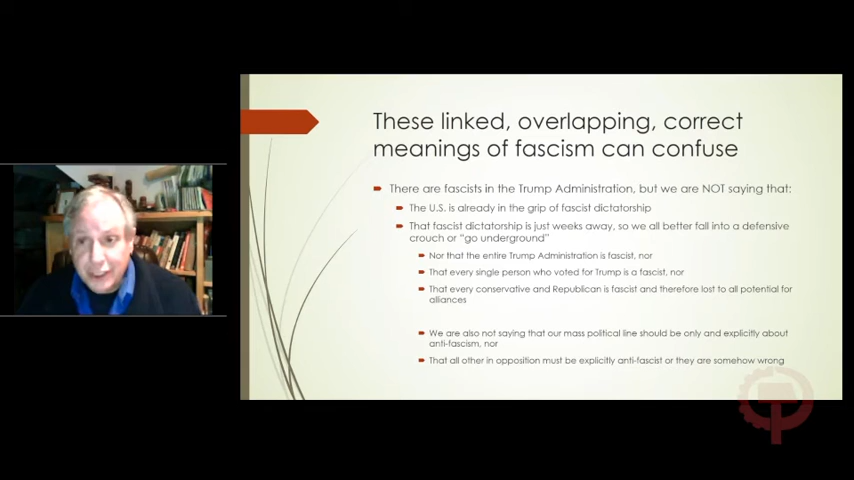 These linked, overlapping, correct
meanings of fascism can confuse
There are fascists in the Trump Administration, but we are NOT saying that:
The U.S. is already in the grip of fascist dictatorship
That fascist dictatorship is just weeks away, so we all better fall into a defensive
crouch or “go underground”
Nor that the entire Trump Administration is fascist, nor
That every single person who voted for Trump is a fascist, nor
That every conservative and Republican is fascist and therefore lost to all potential for
alliances
We are also not saying that our mass political line should be only and explicitly about
anti-fascism, nor
That all other in opposition must be explicitly anti-fascist or they are somehow wrong